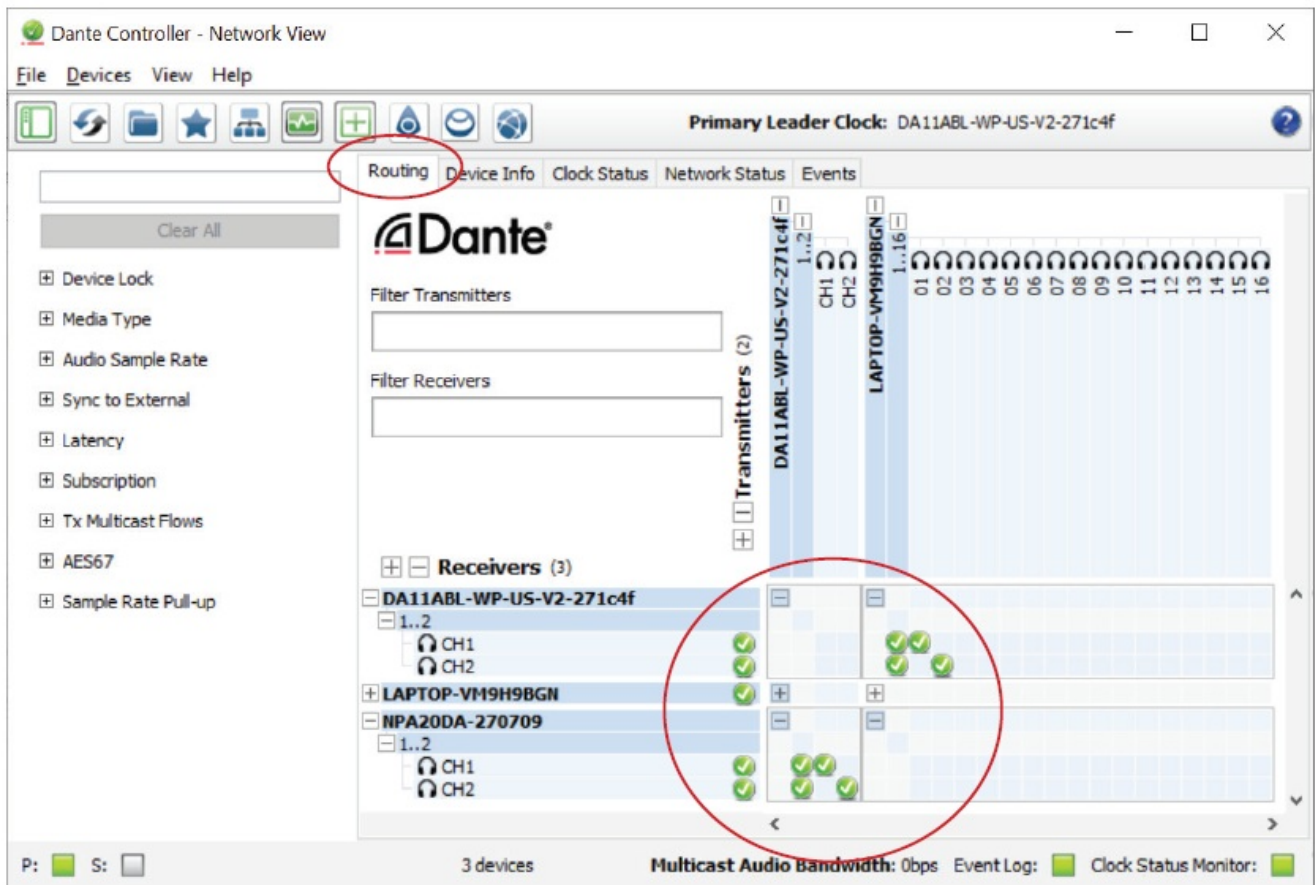 Dante Controller - Network View
File Devices View Help
Primary Leader Clock: DA11ABL-WP-US-V2-271c4f
Routing Device Info Clock Status Network Status Events
Clear All
Device Lock
Media Type
Audio Sample Rate
Sync to External
Latency
Subscription
Tx Multicast Flows
AES67
Sample Rate Pull-up
Dante®
Filter Transmitters
Filter Receivers
Transmitters (2)
DA11ABL-WP-US-V2-271c4f
1..2
CH1
CH2
LAPTOP-VM9H9BGN
1..16
01
02
03
04
05
06
07
08
09
10
11
12
13
14
15
16
Receivers (3)
DA11ABL-WP-US-V2-271c4f
1..2
CH1
CH2
LAPTOP-VM9H9BGN
NPA20DA-270709
1..2
CH1
CH2
P: S: 3 devices Multicast Audio Bandwidth: 0bps Event Log: Clock Status Monitor: